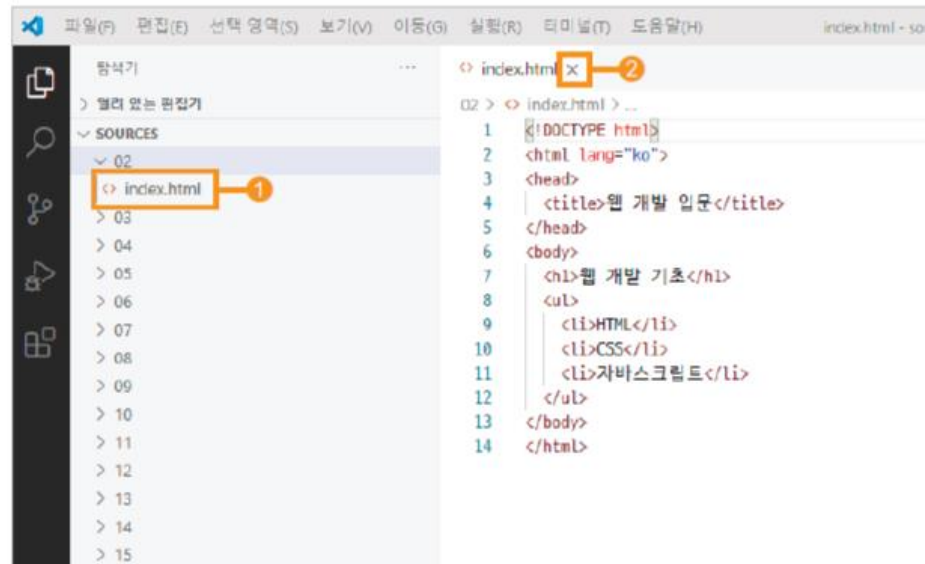 파일(F) 편집(E) 선택 영역(S) 보기(V) 이동(G) 실행(R) 터미널(T) 도움말(H) index.html - so
탐색기 ...
index.html
2
열려 있는 편집기
02 > index.html > ...
SOURCES
02
index.html
1
03
04
05
06
07
08
09
10
11
12
13
14
15
1 <!DOCTYPE html>
2 <html lang="ko">
3 <head>
4 <title>웹 개발 입문</title>
5 </head>
6 <body>
7 <h1>웹 개발 기초</h1>
8 <ul>
9 <li>HTML</li>
10 <li>CSS</li>
11 <li>자바스크립트</li>
12 </ul>
13 </body>
14 </html>